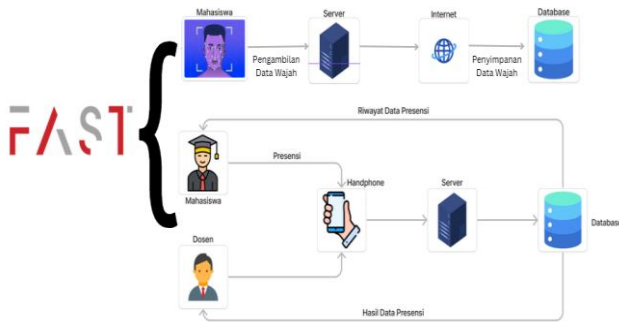 Mahasiswa
Server
Internet
Database
Pengambilan
Data Wajah
Penyimpanan
Data Wajah
FAST
Riwayat Data Presensi
Presensi
Handphone
Server
Mahasiswa
Database
Dosen
Hasil Data Presensi